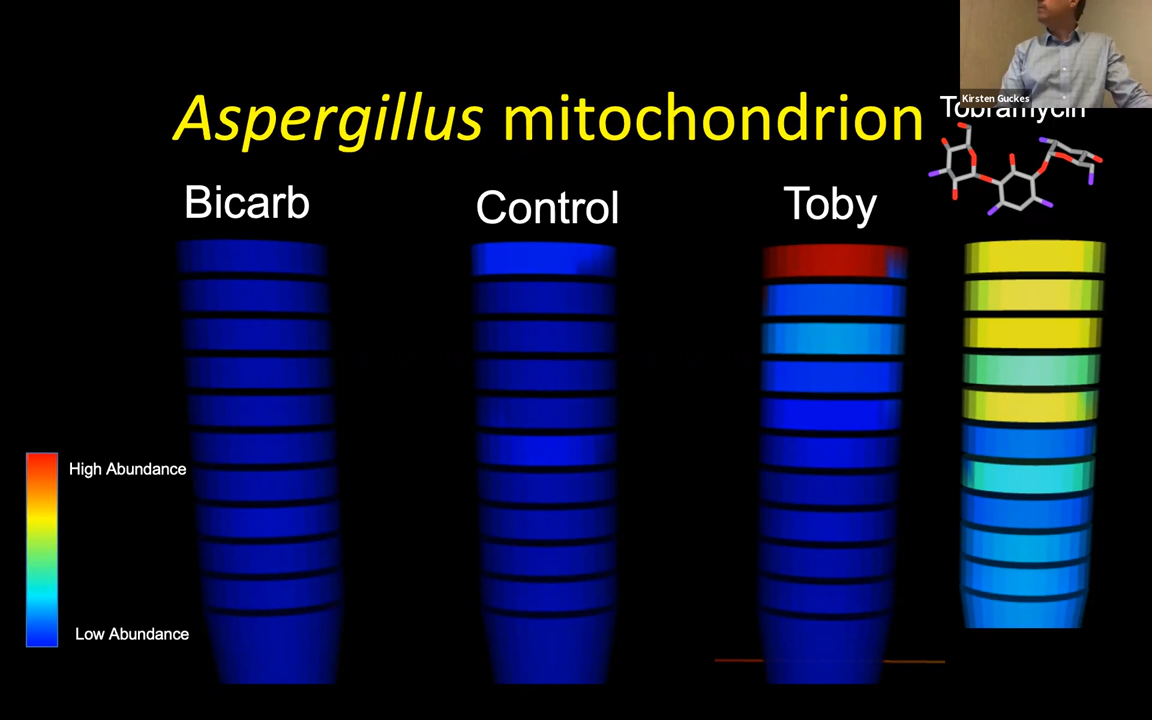 Kirsten Guckes
Aspergillus mitochondrion
Tobramycin
Bicarb
Control
Toby
High Abundance
Low Abundance